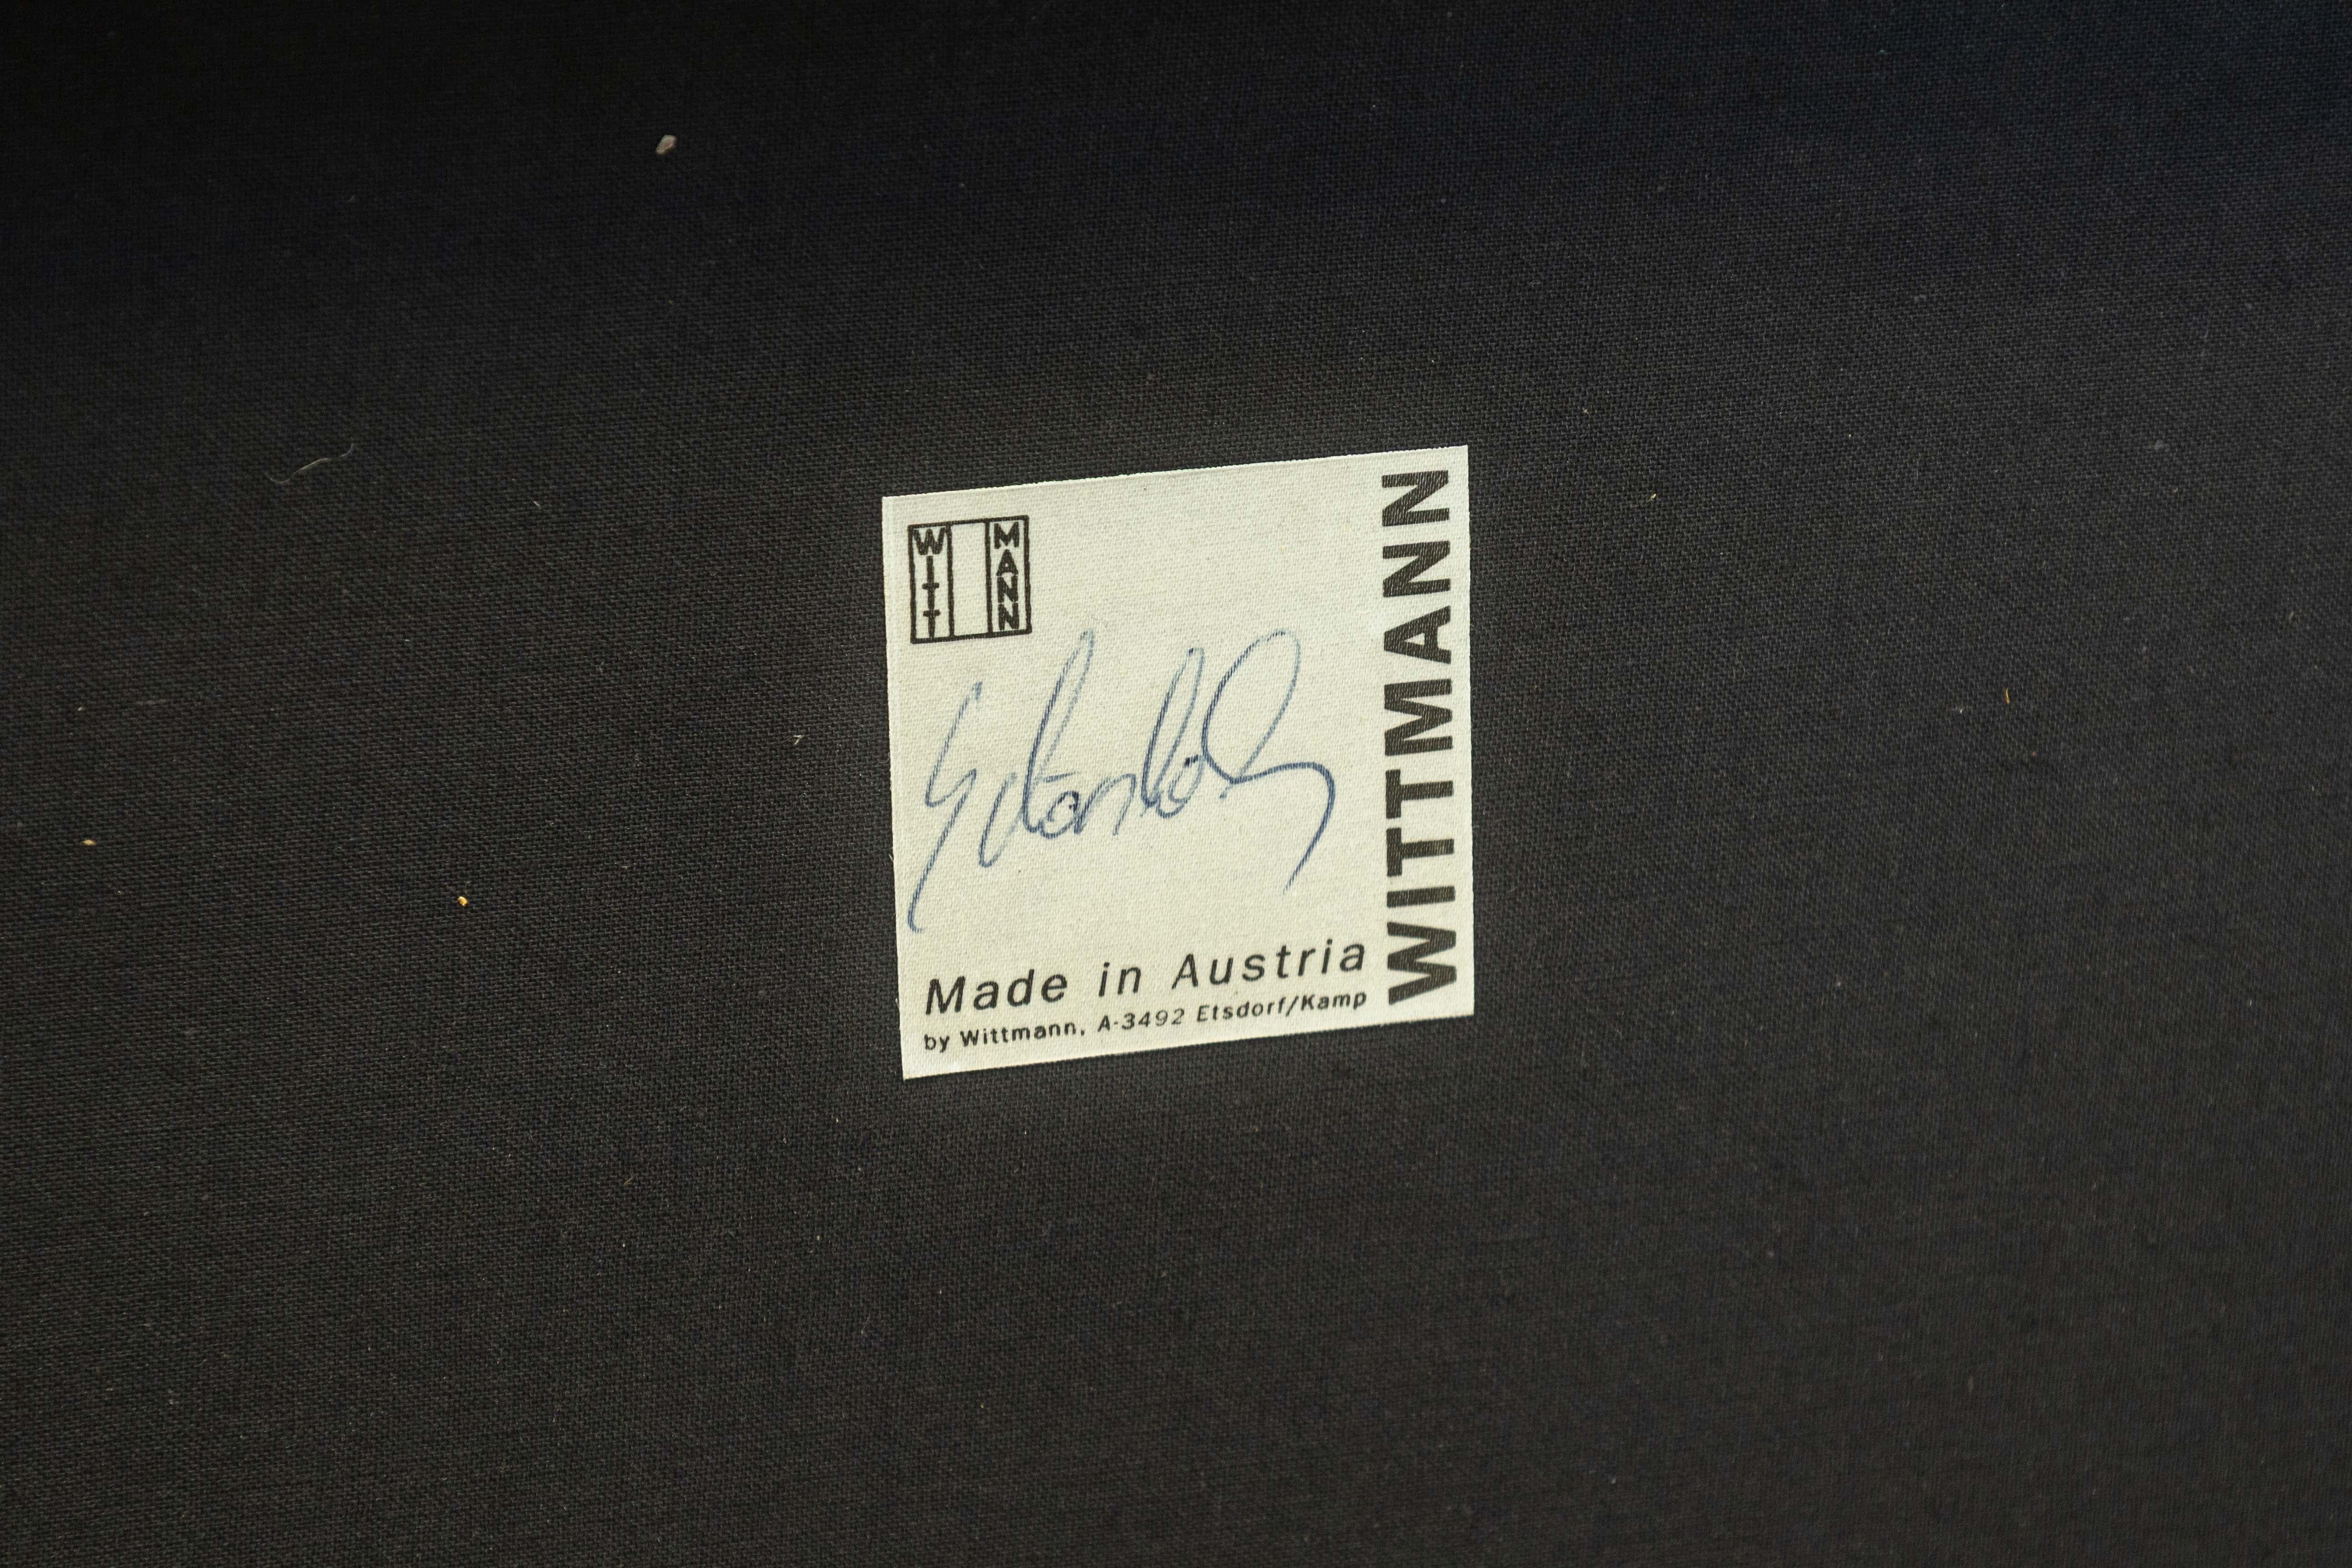 WITT MANN
Made in Austria
by Wittmann, A-3492 Etsdorf/Kamp
WITTMANN